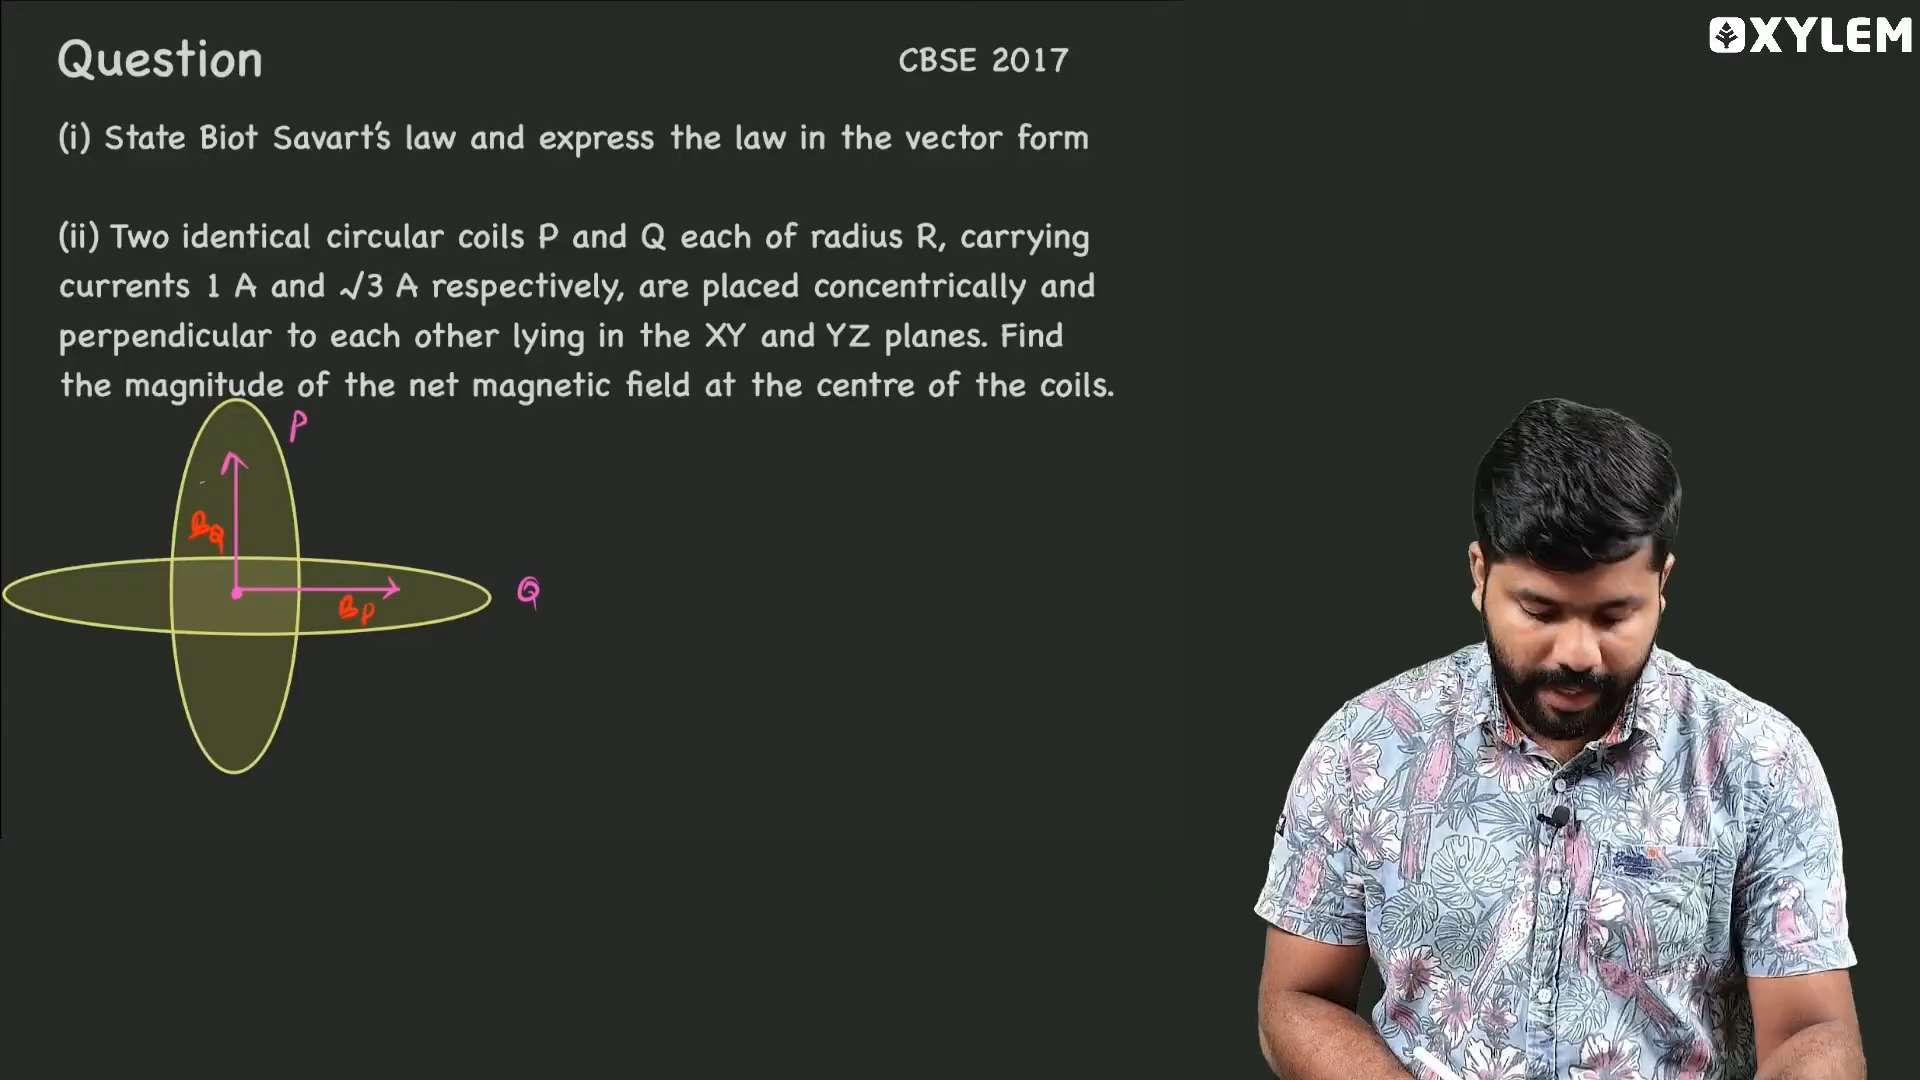 XYLEM
Question
CBSE 2017
(i) State Biot Savart's law and express the law in the vector form
(ii) Two identical circular coils P and Q each of radius R, carrying
currents 1 A and √3 A respectively, are placed concentrically and
perpendicular to each other lying in the XY and YZ planes. Find
the magnitude of the net magnetic field at the centre of the coils.
P
BQ
Q
BP